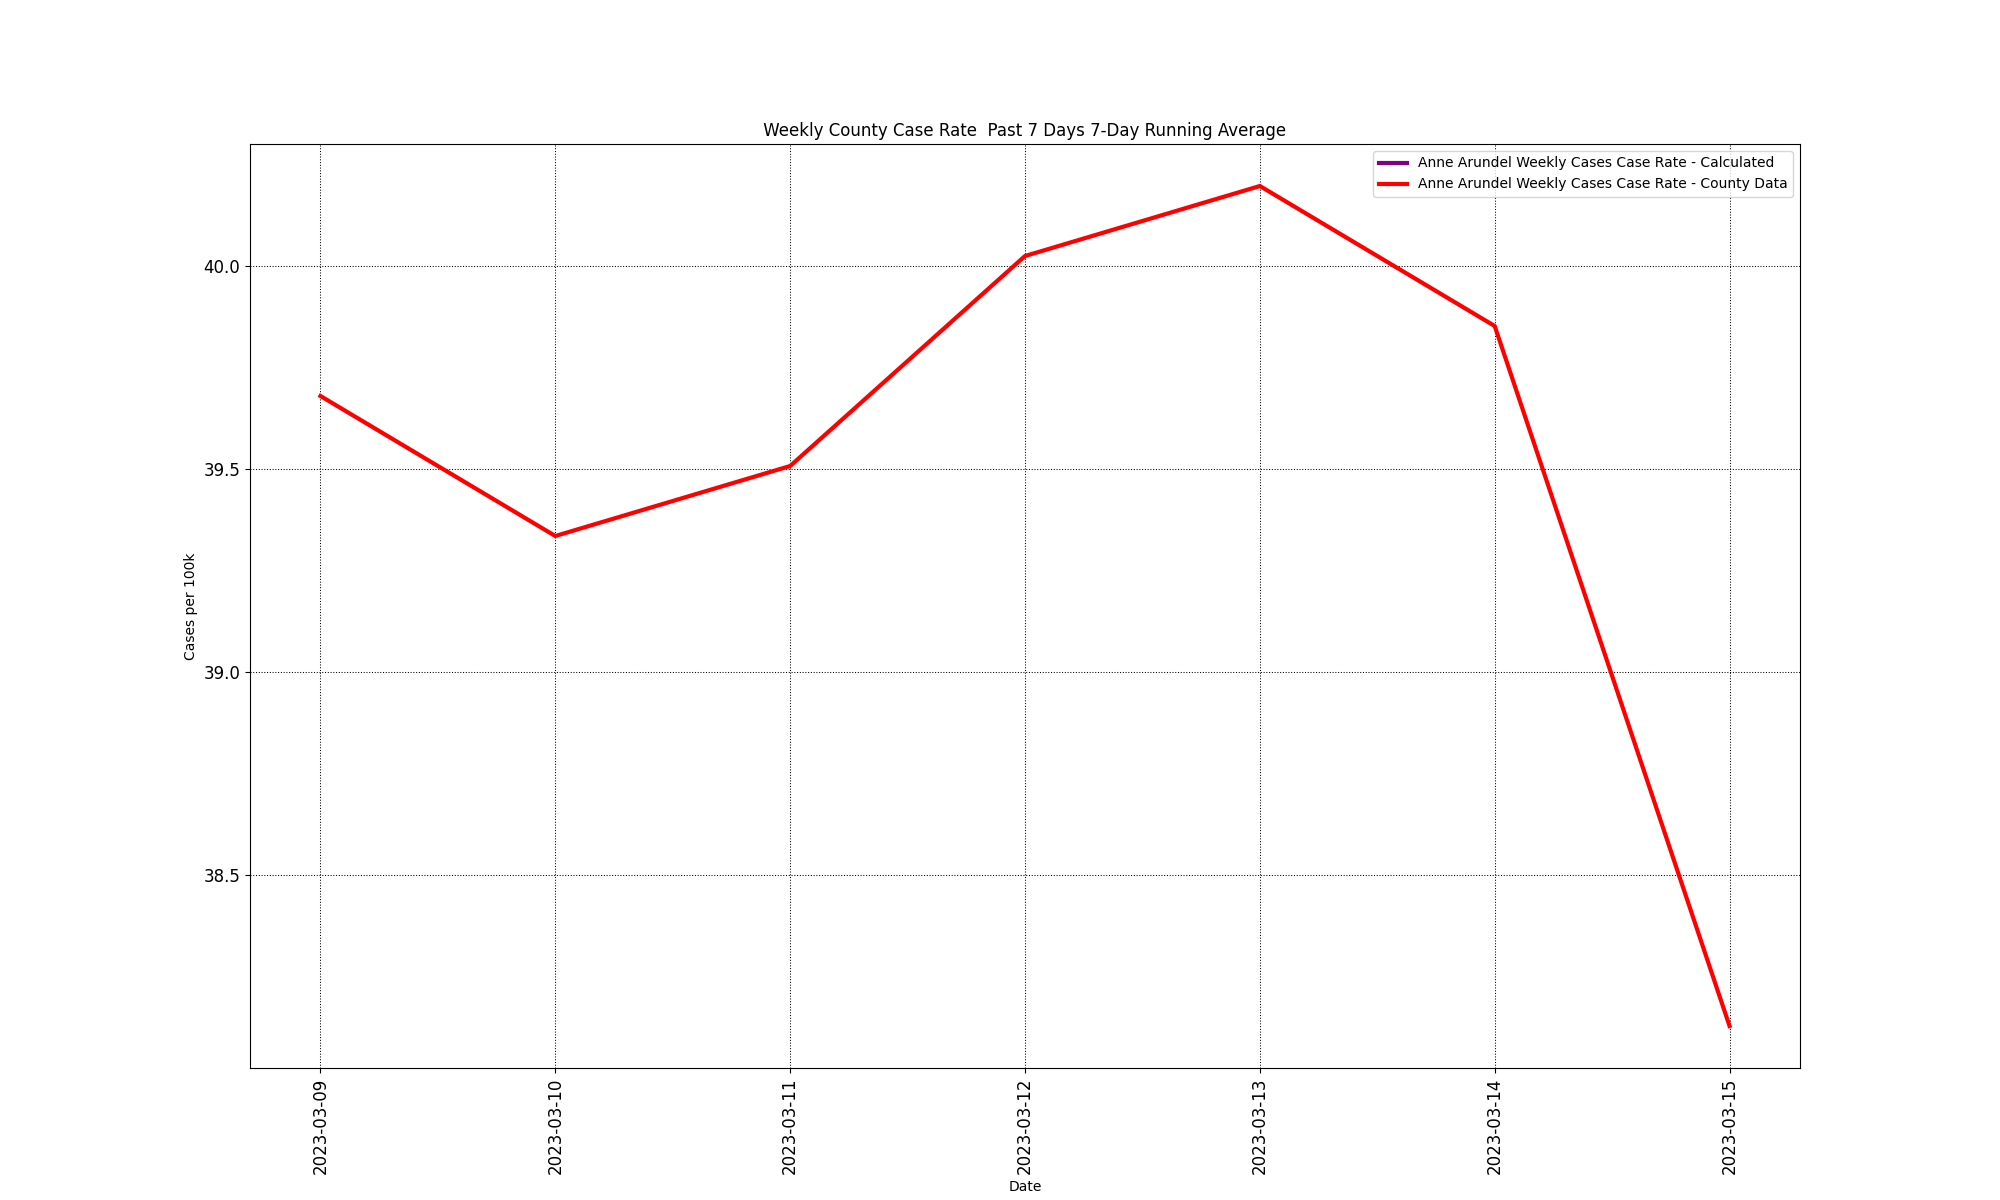 Weekly County Case Rate  Past 7 Days 7-Day Running Average
Anne Arundel Weekly Cases Case Rate - Calculated
Anne Arundel Weekly Cases Case Rate - County Data
40.0
39.5
39.0
38.5
Cases per 100k
2023-03-09
2023-03-10
2023-03-11
2023-03-12
2023-03-13
2023-03-14
2023-03-15
Date